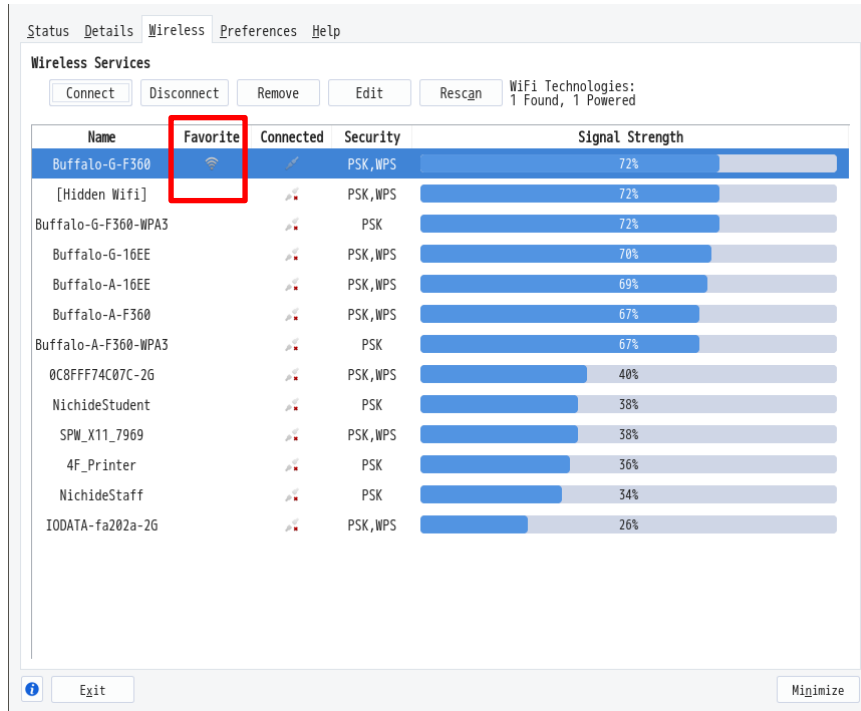 Status Details Wireless Preferences Help
Wireless Services
Connect Disconnect Remove Edit Rescan WiFi Technologies:
1 Found, 1 Powered
Name Favorite Connected Security Signal Strength
Buffalo-G-F360 PSK,WPS 72%
[Hidden Wifi] PSK,WPS 72%
Buffalo-G-F360-WPA3 PSK 72%
Buffalo-G-16EE PSK,WPS 70%
Buffalo-A-16EE PSK,WPS 69%
Buffalo-A-F360 PSK,WPS 67%
Buffalo-A-F360-WPA3 PSK 67%
0C8FFF74C07C-2G PSK,WPS 40%
NichideStudent PSK 38%
SPW_X11_7969 PSK,WPS 38%
4F_Printer PSK 36%
NichideStaff PSK 34%
IODATA-fa202a-2G PSK,WPS 26%
Exit Minimize